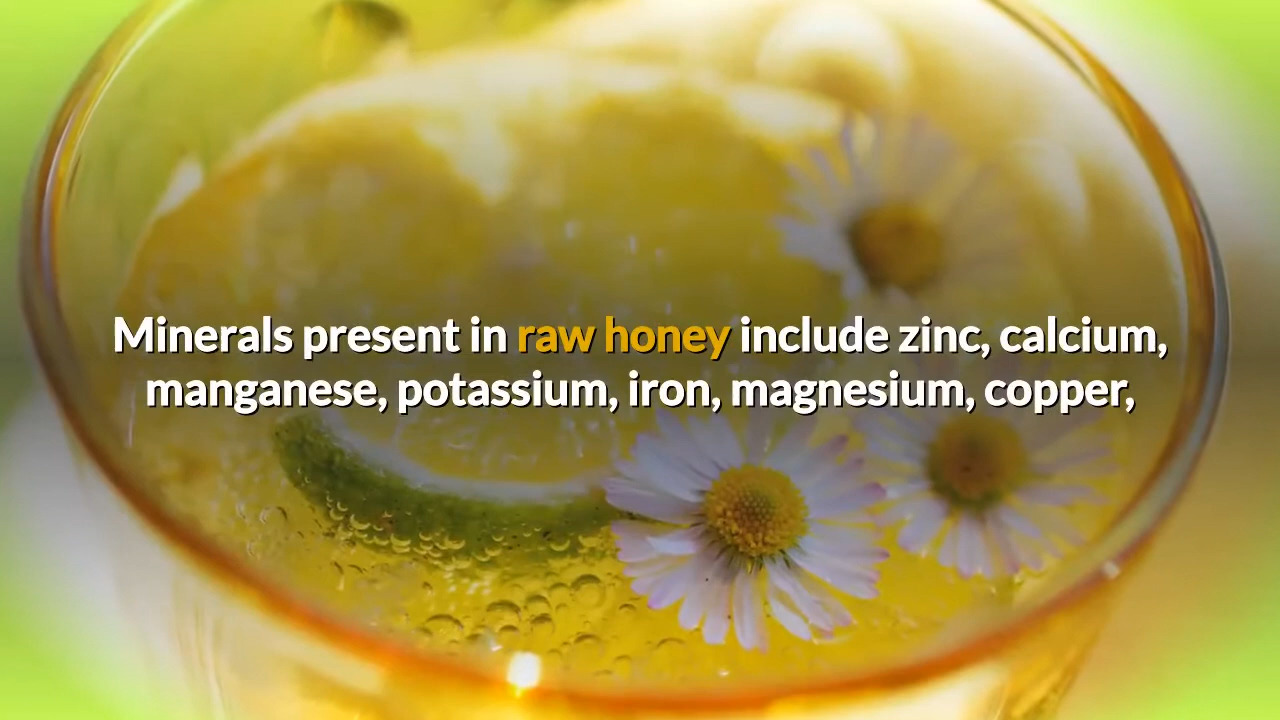 Minerals present in raw honey include zinc, calcium,
manganese, potassium, iron, magnesium, copper,